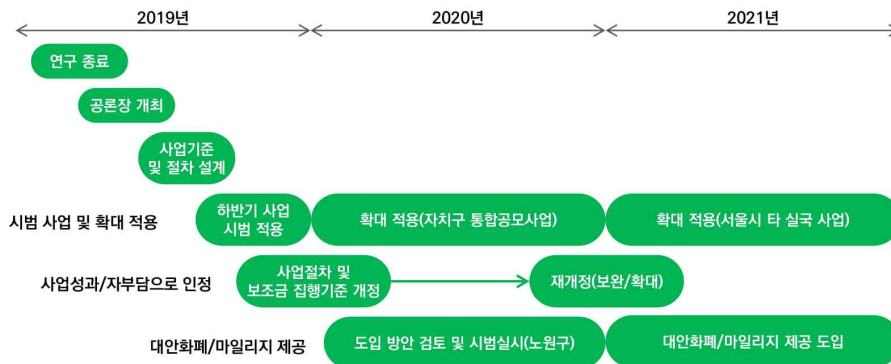 2019년
2020년
2021년
연구 종료
공론장 개최
사업기준
및 절차 설계
시범 사업 및 확대 적용
하반기 사업
시범 적용
확대 적용(자치구 통합공모사업)
확대 적용(서울시 타 실국 사업)
사업성과/자부담으로 인정
사업절차 및
보조금 집행기준 개정
재개정(보완/확대)
대안화폐/마일리지 제공
도입 방안 검토 및 시범실시(노원구)
대안화폐/마일리지 제공 도입